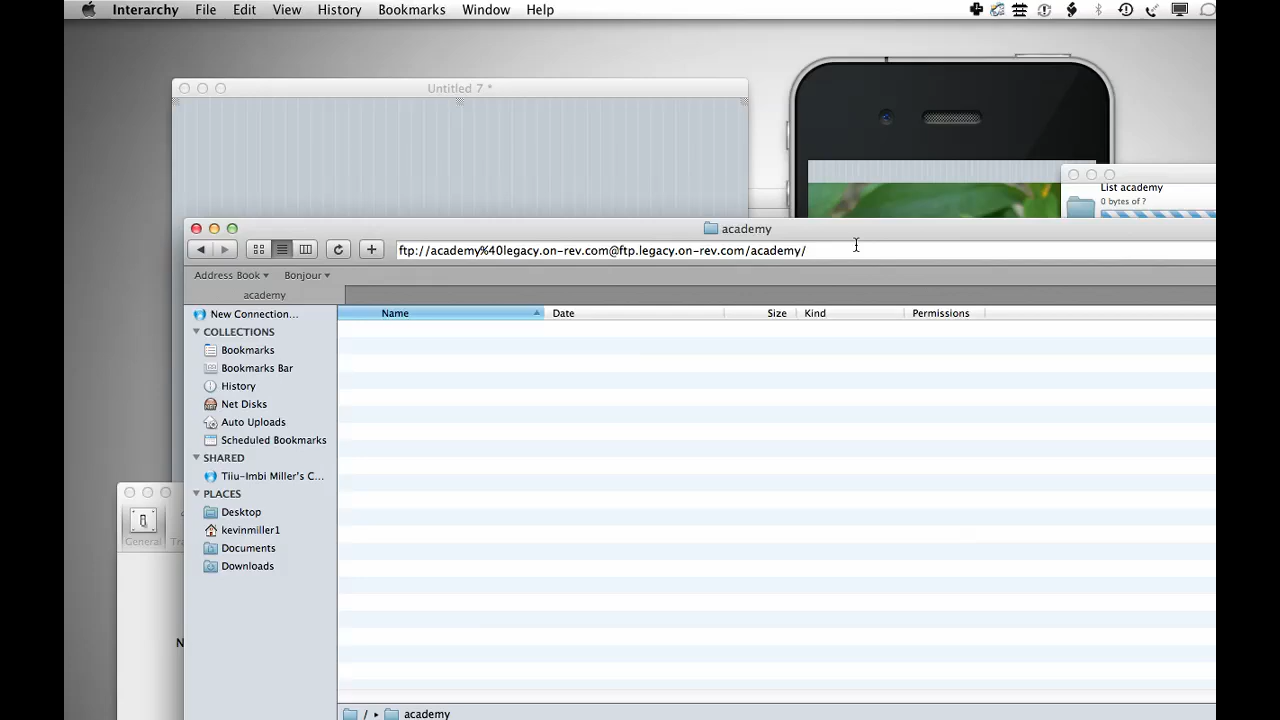 Interarchy File Edit View History Bookmarks Window Help
Untitled 7 *
List academy
0 bytes of ?
academy
ftp://academy%40legacy.on-rev.com@ftp.legacy.on-rev.com/academy/
Address Book Bonjour
academy
Name Date Size Kind Permissions
New Connection...
COLLECTIONS
Bookmarks
Bookmarks Bar
History
Net Disks
Auto Uploads
Scheduled Bookmarks
SHARED
Tiiu-Imbi Miller's C...
PLACES
Desktop
kevinmiller1
Documents
Downloads
General
/ academy